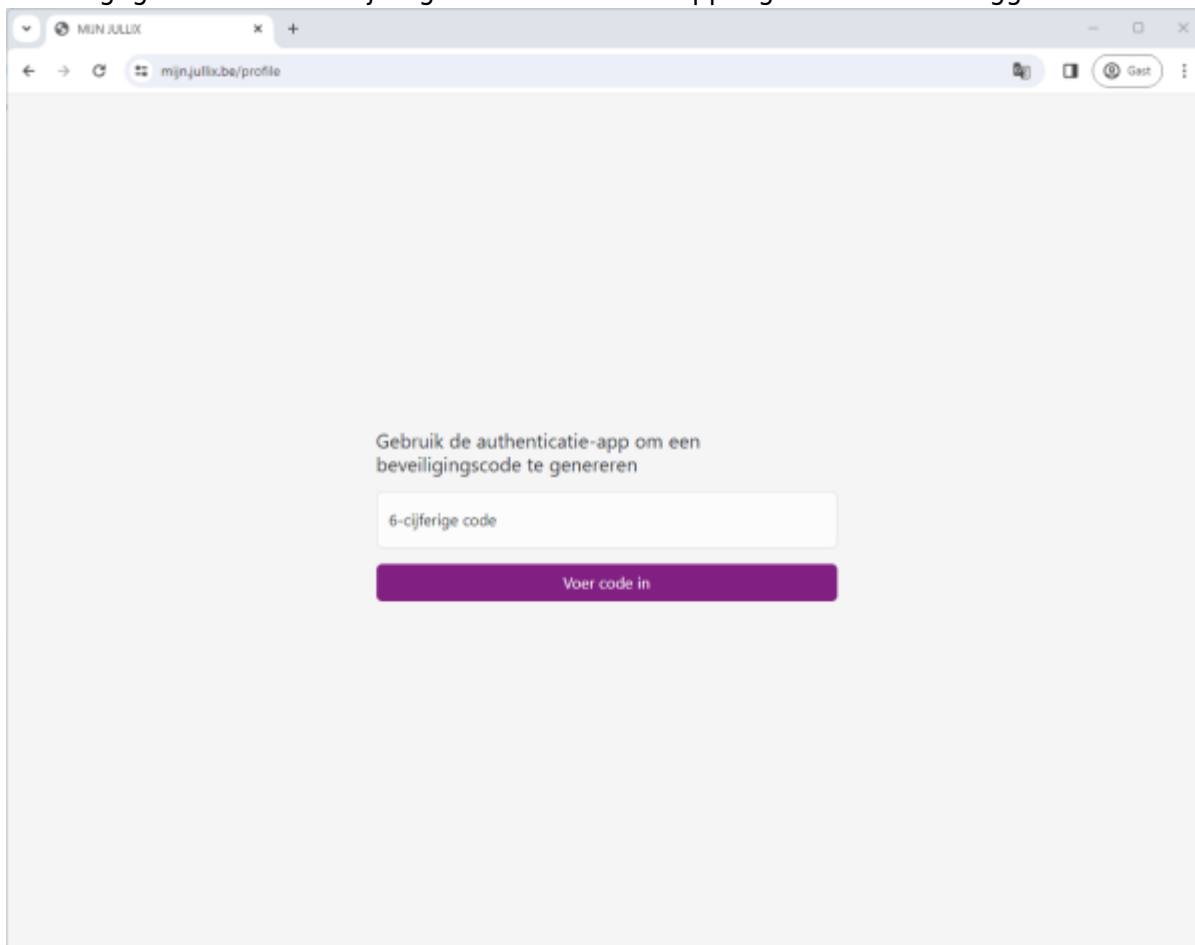 MIJN JULLIX
mijn.jullix.be/profile
Gast
Gebruik de authenticatie-app om een
beveiligingscode te genereren
6-cijferige code
Voer code in